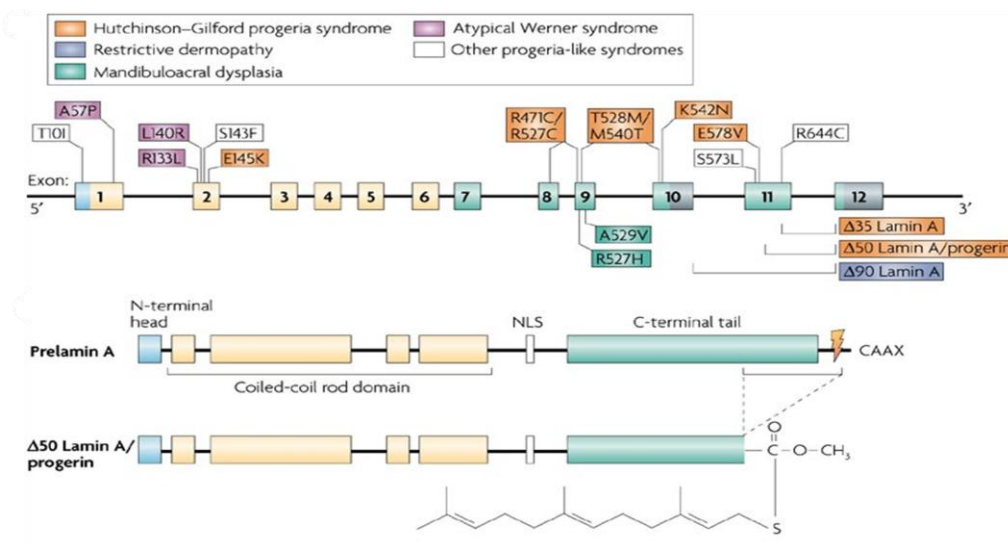 Hutchinson–Gilford progeria syndrome
Atypical Werner syndrome
Restrictive dermopathy
Other progeria-like syndromes
Mandibuloacral dysplasia
A57P
T10I
L140R
S143F
R133L
E145K
R471C/
R527C
T528M/
M540T
K542N
E578V
R644C
S573L
Exon:
1 2 3 4 5 6 7 8 9 10 11 12
5′ 3′
A529V
R527H
Δ35 Lamin A
Δ50 Lamin A/progerin
Δ90 Lamin A
N-terminal
head
NLS
C-terminal tail
Prelamin A
CAAX
Coiled-coil rod domain
Δ50 Lamin A/
progerin
O
C–O–CH3
S